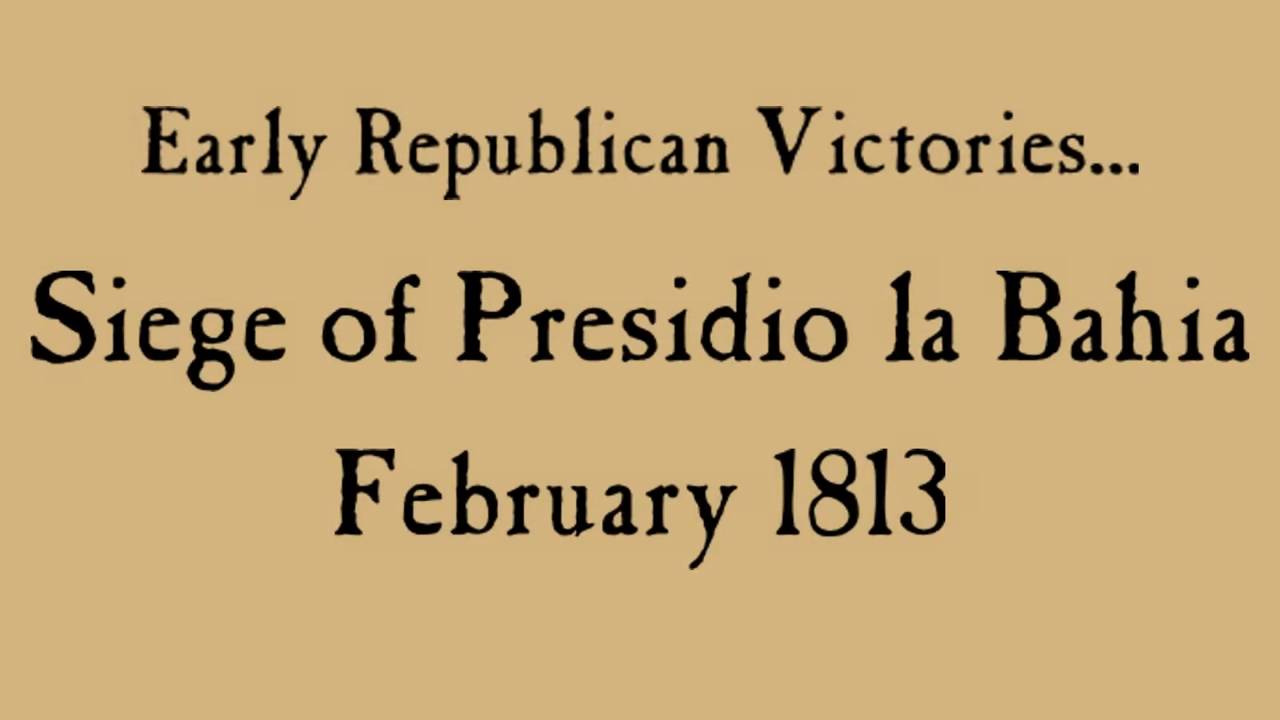 Early Republican Victories...
Siege of Presidio la Bahia
February 1813